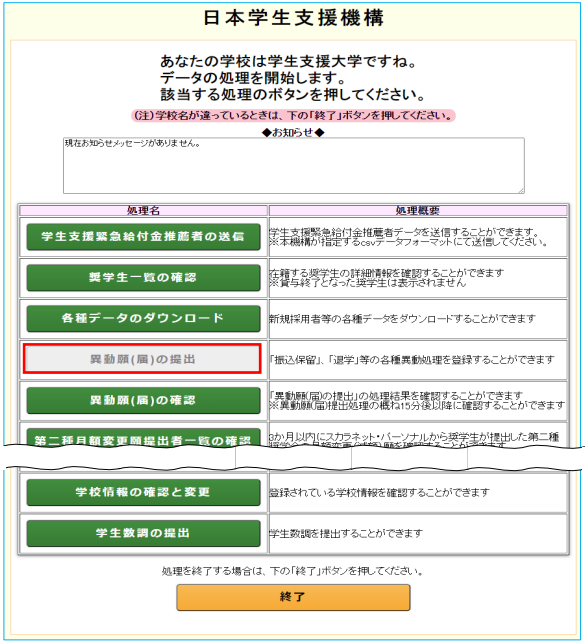 日本学生支援機構
あなたの学校は学生支援大学ですね。
データの処理を開始します。
該当する処理のボタンを押してください。
(注)学校名が違っているときは、下の「終了」ボタンを押してください。
◆お知らせ◆
現在お知らせメッセージがありません。
処理名 処理概要
学生支援緊急給付金推薦者の送信
学生支援緊急給付金推薦者データを送信することができます。
※本機構が指定するcsvデータフォーマットにて送信してください。
奨学生一覧の確認
在籍する奨学生の詳細情報を確認することができます
※貸与終了となった奨学生は表示されません
各種データのダウンロード
新規採用者等の各種データをダウンロードすることができます
異動願(届)の提出
「振込保留」、「退学」等の各種異動処理を登録することができます
異動願(届)の確認
「異動願(届)の提出」の処理結果を確認することができます
※異動願(届)提出処理の概ね15分後以降に確認することができます
第二種月額変更願提出者一覧の確認
3か月以内にスカラネット・パーソナルから奨学生が提出した第二種
学校情報の確認と変更
登録されている学校情報を確認することができます
学生数調の提出
学生数調を提出することができます
処理を終了する場合は、下の「終了」ボタンを押してください。
終了